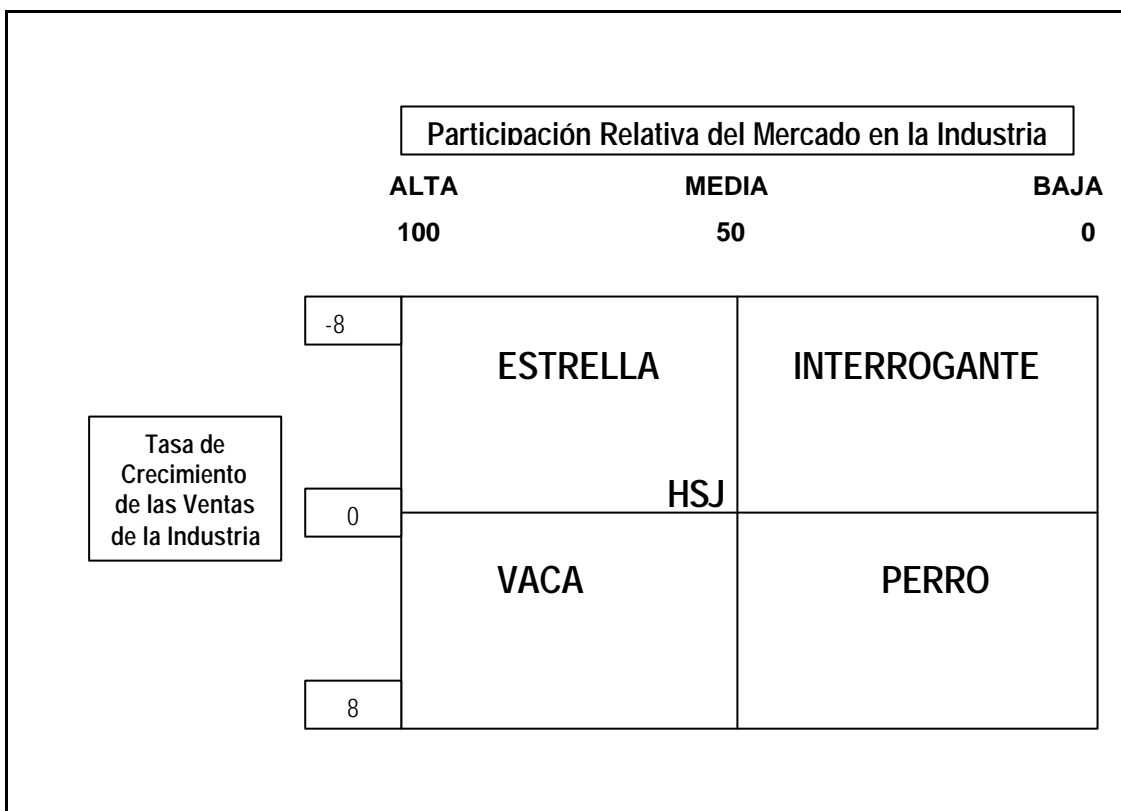 Participación Relativa del Mercado en la Industria
ALTA MEDIA BAJA
100 50 0
-8
ESTRELLA INTERROGANTE
Tasa de
Crecimiento
de las Ventas
de la Industria
HSJ
0
VACA PERRO
8